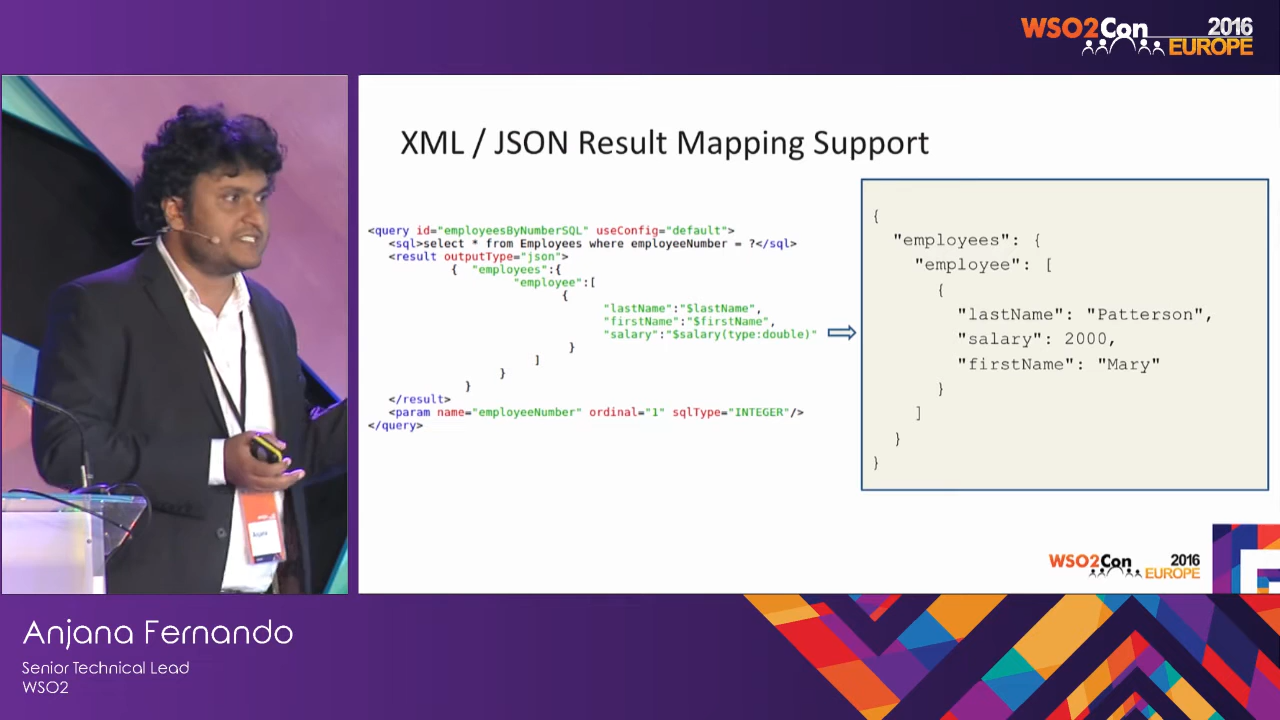 WSO2Con 2016
EUROPE
XML / JSON Result Mapping Support
<query id="employeesByNumberSQL" useConfig="default">
<sql>select * from Employees where employeeNumber = ?</sql>
<result outputType="json">
{ "employees":{
"employee":[
{
"lastName":"$lastName",
"firstName":"$firstName",
"salary":"$salary(type:double)"
}
]
}
}
</result>
<param name="employeeNumber" ordinal="1" sqlType="INTEGER"/>
</query>
{
"employees": {
"employee": [
{
"lastName": "Patterson",
"salary": 2000,
"firstName": "Mary"
}
]
}
}
WSO2Con 2016
EUROPE
Anjana
Anjana Fernando
Senior Technical Lead
WSO2